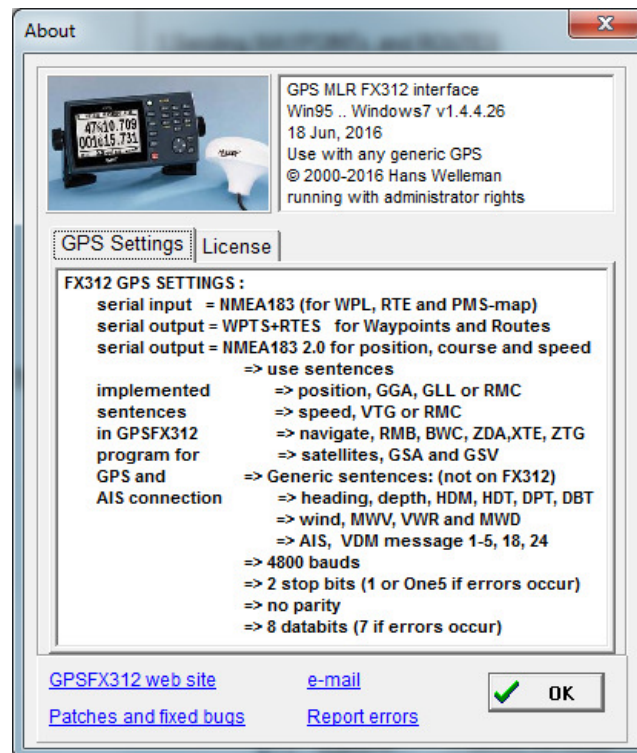 About
GPS MLR FX312 interface
Win95 .. Windows7 v1.4.4.26
18 Jun, 2016
Use with any generic GPS
© 2000-2016 Hans Welleman
running with administrator rights
47N10.709
001E15.731
GPS Settings
License
FX312 GPS SETTINGS :
serial input = NMEA183 (for WPL, RTE and PMS-map)
serial output = WPTS+RTES for Waypoints and Routes
serial output = NMEA183 2.0 for position, course and speed
=> use sentences
implemented => position, GGA, GLL or RMC
sentences => speed, VTG or RMC
in GPSFX312 => navigate, RMB, BWC, ZDA,XTE, ZTG
program for => satellites, GSA and GSV
GPS and => Generic sentences: (not on FX312)
AIS connection => heading, depth, HDM, HDT, DPT, DBT
=> wind, MWV, VWR and MWD
=> AIS, VDM message 1-5, 18, 24
=> 4800 bauds
=> 2 stop bits (1 or One5 if errors occur)
=> no parity
=> 8 databits (7 if errors occur)
GPSFX312 web site
e-mail
OK
Patches and fixed bugs
Report errors